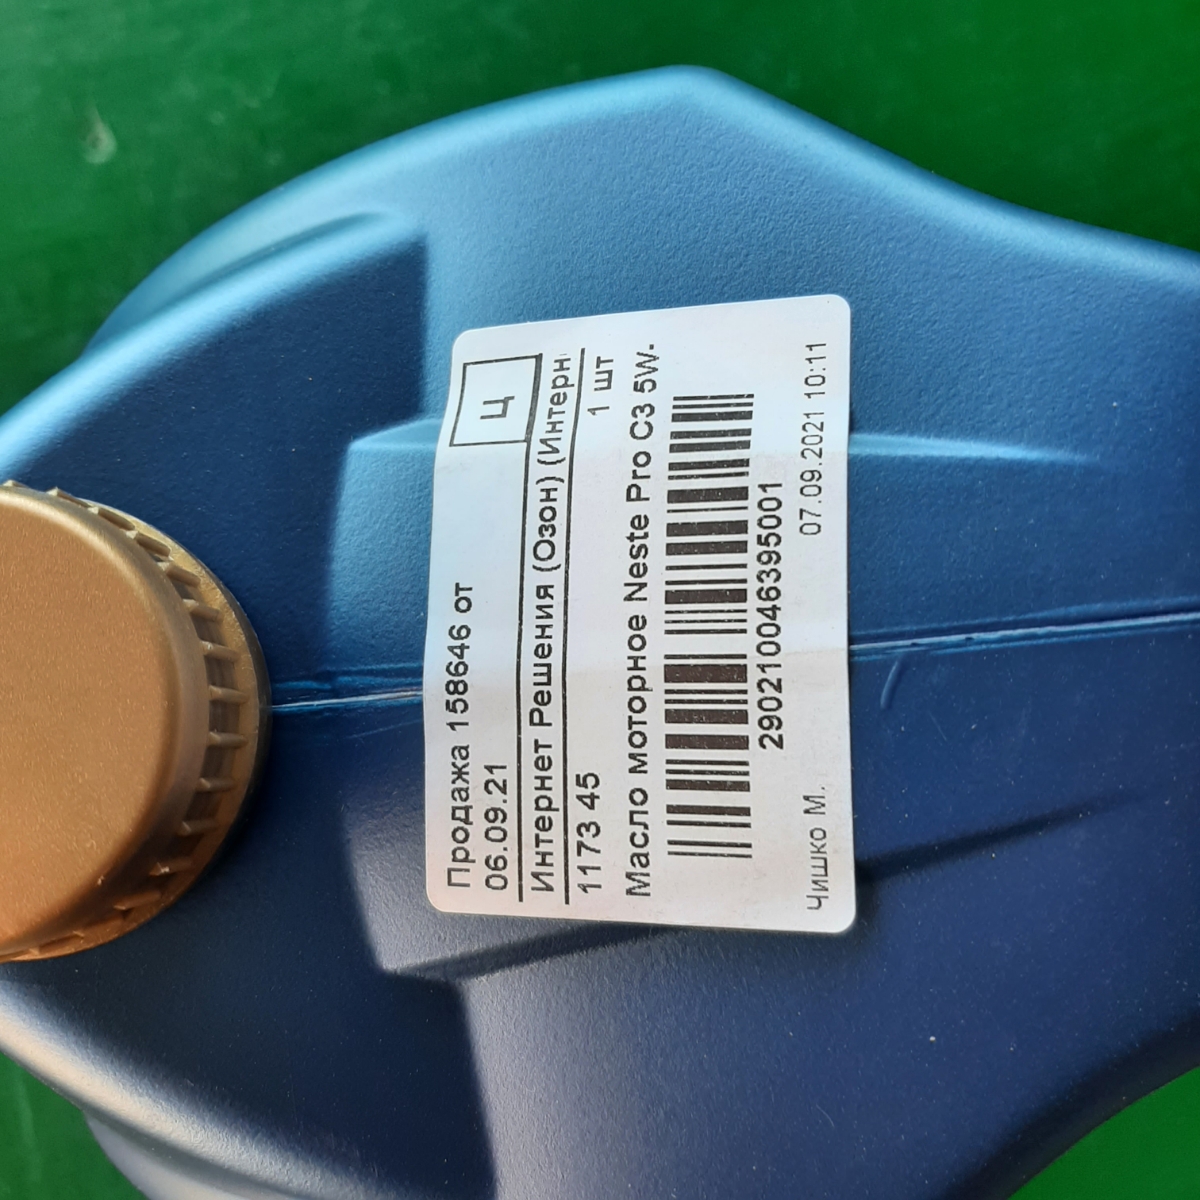 Ц
Продажа 158646 от
06.09.21
Интернет Решения (Озон) (Интерн
1173 45 1 шт
Масло моторное Neste Pro C3 5W-
290210046395001
Чишко М. 07.09.2021 10:11